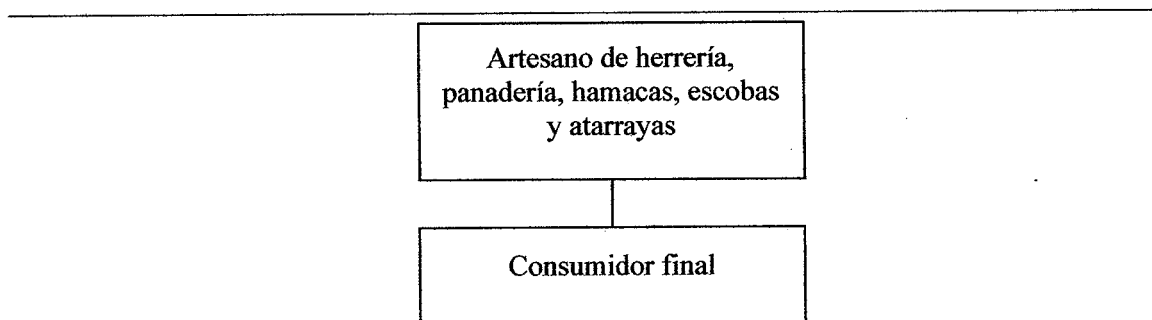 Artesano de herrería,
panadería, hamacas, escobas
y atarrayas
Consumidor final